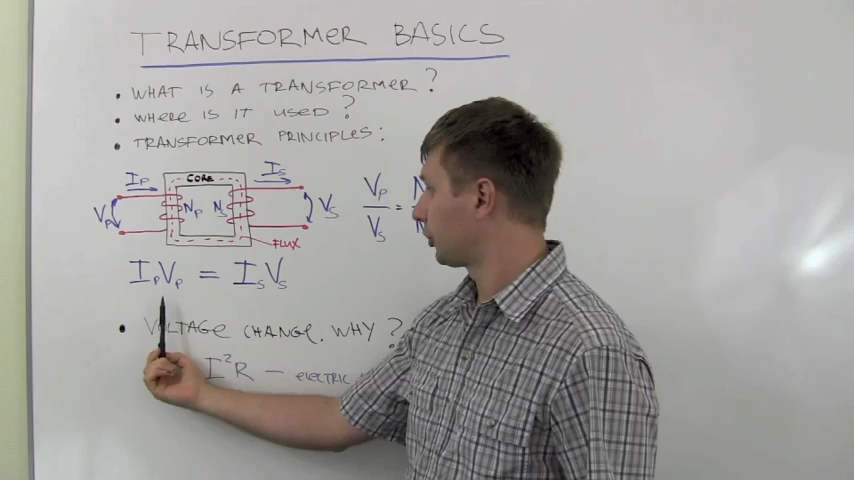 TRANSFORMER BASICS
• WHAT IS A TRANSFORMER?
• WHERE IS IT USED?
• TRANSFORMER PRINCIPLES:
CORE
Ip
Is
Vp
Np
Ns
Vs
FLUX
Vp
Vs
=
N
N
IpVp = IsVs
• VOLTAGE CHANGE. WHY?
I²R – ELECTRIC